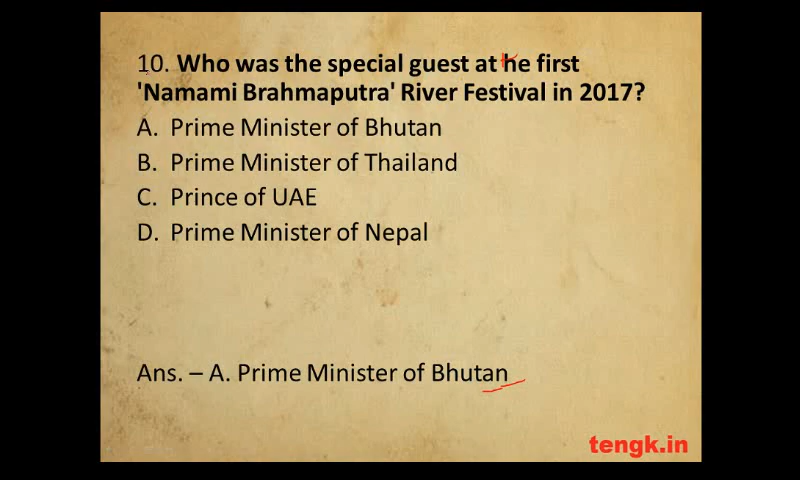 10. Who was the special guest at he first
'Namami Brahmaputra' River Festival in 2017?
A. Prime Minister of Bhutan
B. Prime Minister of Thailand
C. Prince of UAE
D. Prime Minister of Nepal
Ans. – A. Prime Minister of Bhutan
tengk.in